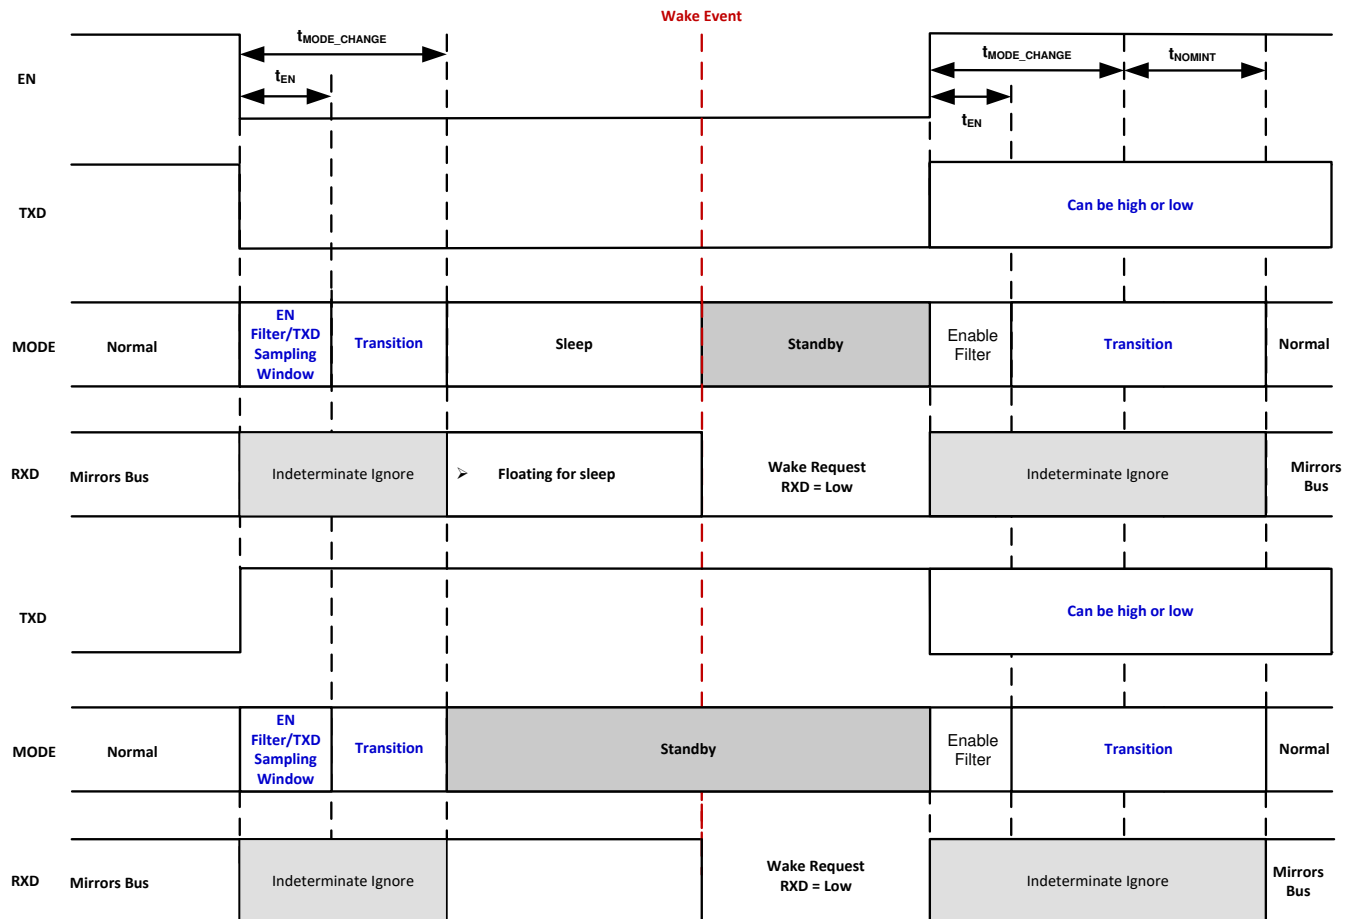 Wake Event
tMODE_CHANGE
tMODE_CHANGE
tNOMINT
EN
tEN
tEN
TXD
Can be high or low
MODE
Normal
EN
Filter/TXD
Sampling
Window
Transition
Sleep
Standby
Enable
Filter
Transition
Normal
RXD
Mirrors Bus
Indeterminate Ignore
➢ Floating for sleep
Wake Request
RXD = Low
Indeterminate Ignore
Mirrors
Bus
TXD
Can be high or low
MODE
Normal
EN
Filter/TXD
Sampling
Window
Transition
Standby
Enable
Filter
Transition
Normal
RXD
Mirrors Bus
Indeterminate Ignore
Wake Request
RXD = Low
Indeterminate Ignore
Mirrors
Bus